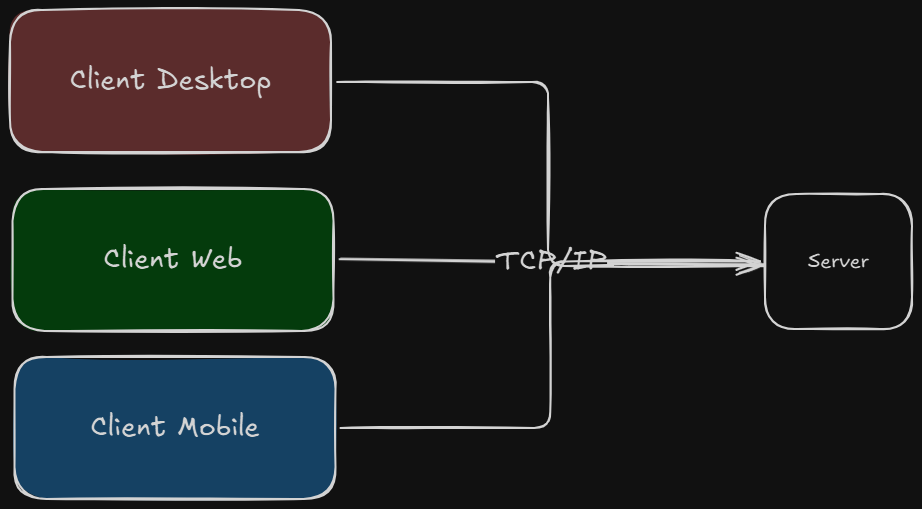 Client Desktop
Client Web
TCP/IP
Server
Client Mobile